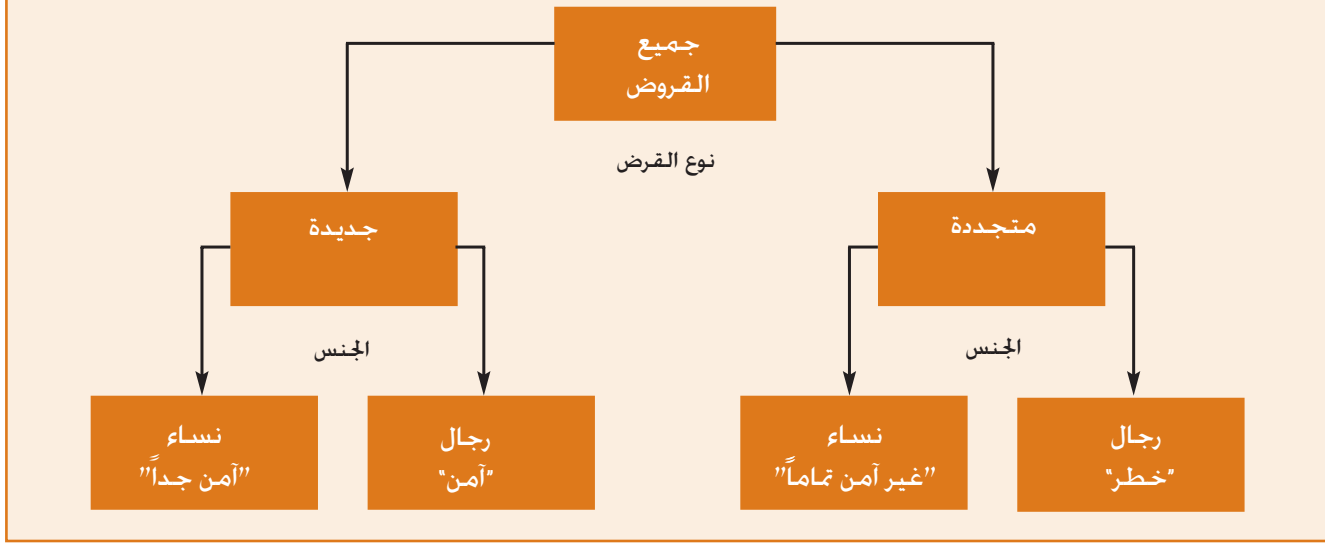 جميع
القروض
نوع القرض
متجددة
جديدة
الجنس
الجنس
رجال
"خطر"
نساء
"غير آمن تماماً"
رجال
"آمن"
نساء
"آمن جداً"